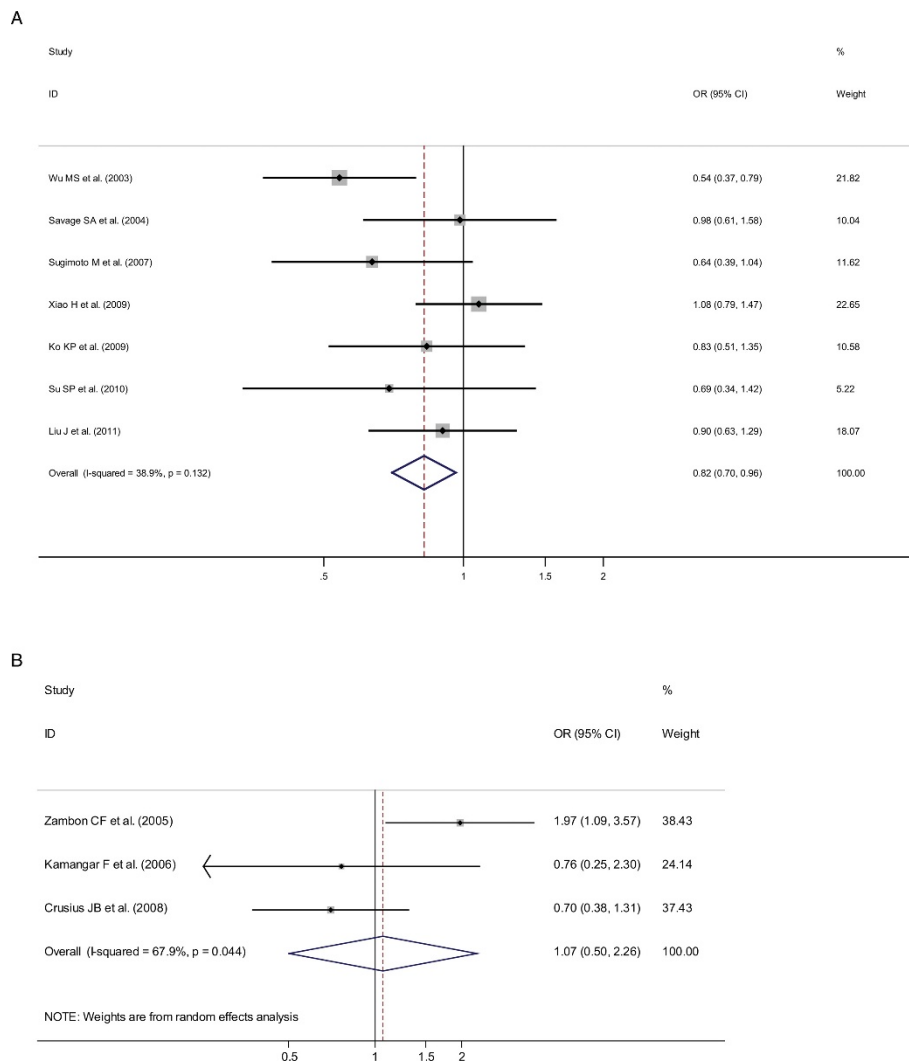 A
Study %
ID OR (95% CI) Weight
Wu MS et al. (2003) 0.54 (0.37, 0.79) 21.82
Savage SA et al. (2004) 0.98 (0.61, 1.58) 10.04
Sugimoto M et al. (2007) 0.64 (0.39, 1.04) 11.62
Xiao H et al. (2009) 1.08 (0.79, 1.47) 22.65
Ko KP et al. (2009) 0.83 (0.51, 1.35) 10.58
Su SP et al. (2010) 0.69 (0.34, 1.42) 5.22
Liu J et al. (2011) 0.90 (0.63, 1.29) 18.07
Overall (I-squared = 38.9%, p = 0.132) 0.82 (0.70, 0.96) 100.00
.5 1 1.5 2
B
Study %
ID OR (95% CI) Weight
Zambon CF et al. (2005) 1.97 (1.09, 3.57) 38.43
Kamangar F et al. (2006) 0.76 (0.25, 2.30) 24.14
Crusius JB et al. (2008) 0.70 (0.38, 1.31) 37.43
Overall (I-squared = 67.9%, p = 0.044) 1.07 (0.50, 2.26) 100.00
NOTE: Weights are from random effects analysis
0.5 1 1.5 2